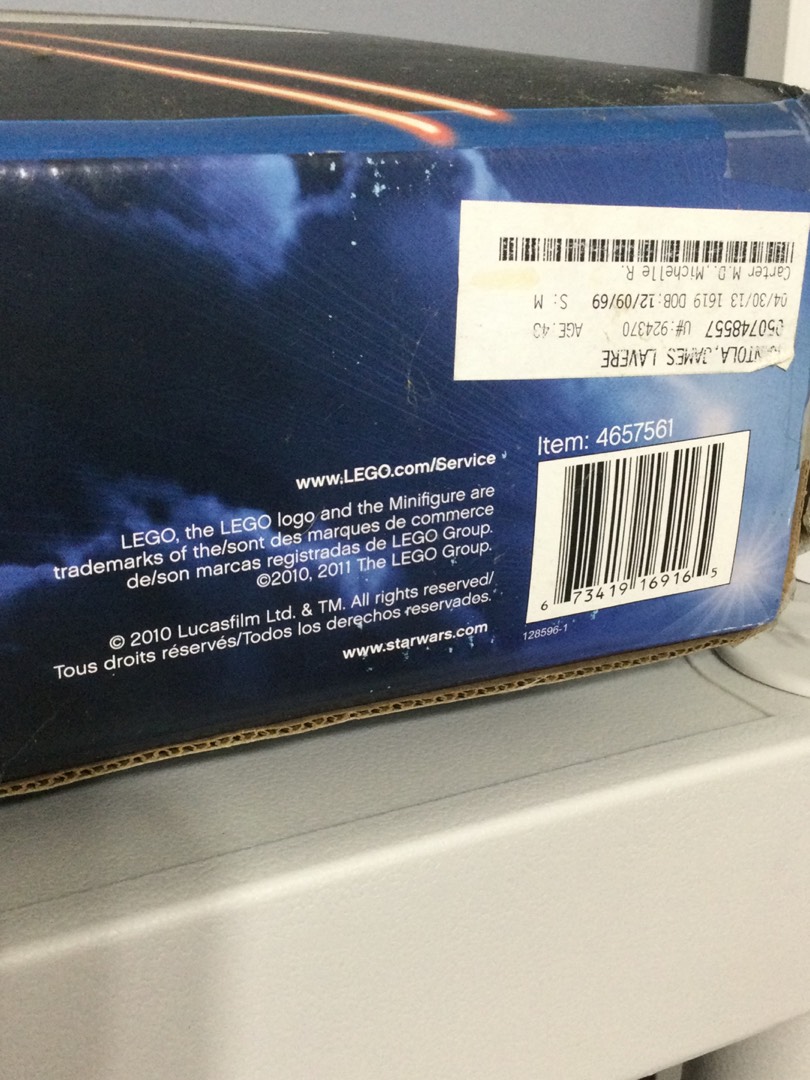 NTOLA, JAMES LAVERE
050748557 U#:924370 AGE:43
04/30/13 1619 DOB:12/09/69 S: M
Carter M.D., Michelle R.
Item: 4657561
www.LEGO.com/Service
LEGO, the LEGO logo and the Minifigure are
trademarks of the/sont des marques de commerce
de/son marcas registradas de LEGO Group.
©2010, 2011 The LEGO Group.
© 2010 Lucasfilm Ltd. & TM. All rights reserved/
Tous droits réservés/Todos los derechos reservados.
www.starwars.com
6 73419 16916 5
128596-1